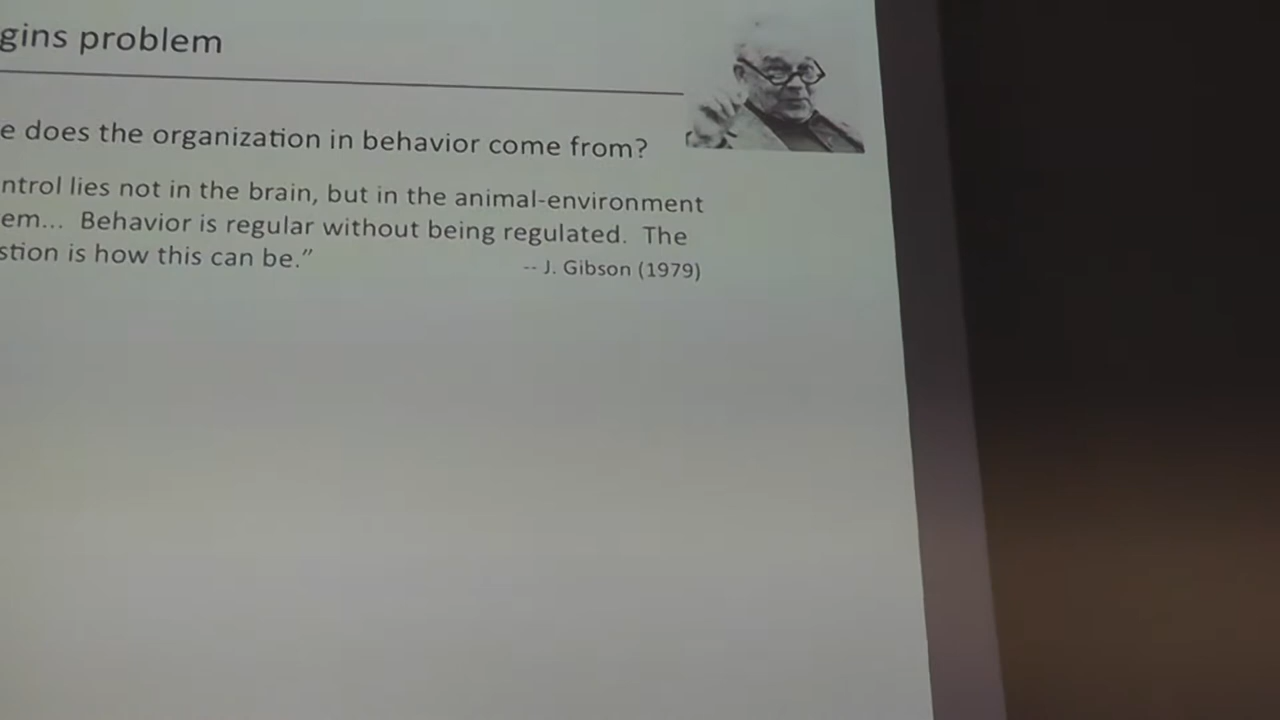 gins problem
e does the organization in behavior come from?
ntrol lies not in the brain, but in the animal-environment
em... Behavior is regular without being regulated. The
stion is how this can be.”
-- J. Gibson (1979)